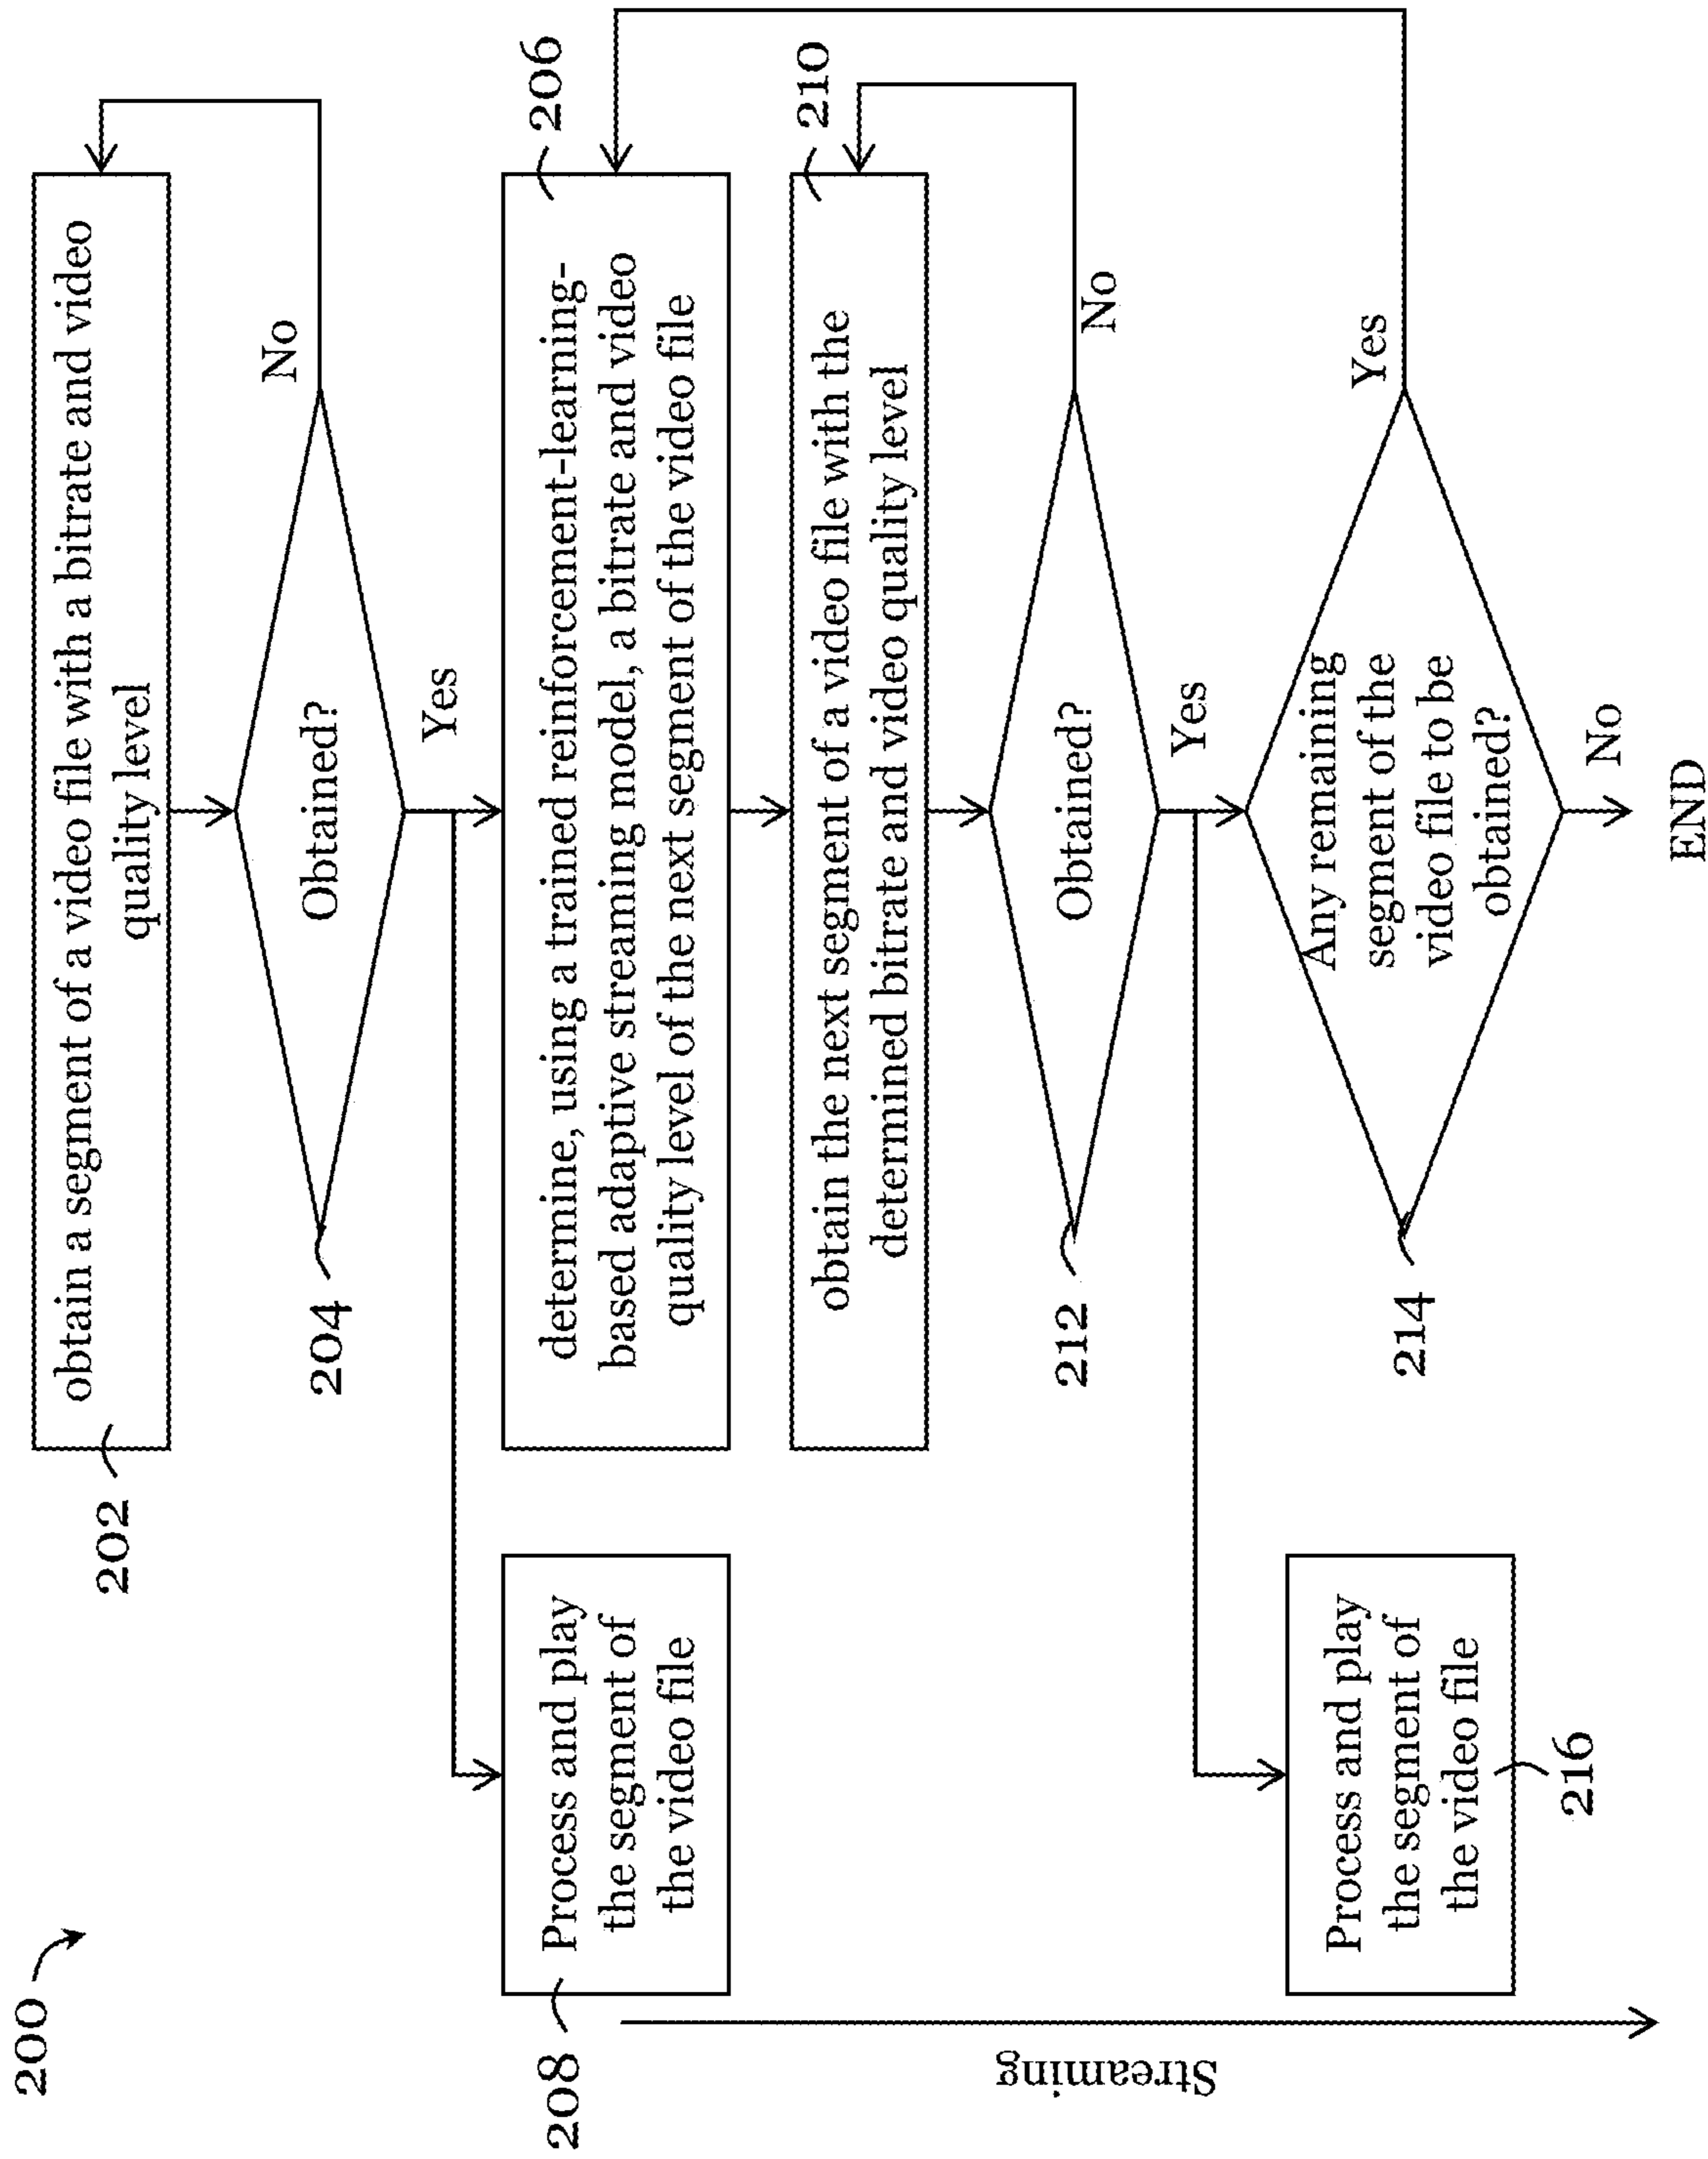 200
202
obtain a segment of a video file with a bitrate and video
quality level
204
Obtained?
No
Yes
206
determine, using a trained reinforcement-learning-
based adaptive streaming model, a bitrate and video
quality level of the next segment of the video file
208
Process and play
the segment of
the video file
210
obtain the next segment of a video file with the
determined bitrate and video quality level
212
Obtained?
No
Yes
214
Any remaining
segment of the
video file to be
obtained?
Yes
No
END
Process and play
the segment of
the video file
216
Streaming